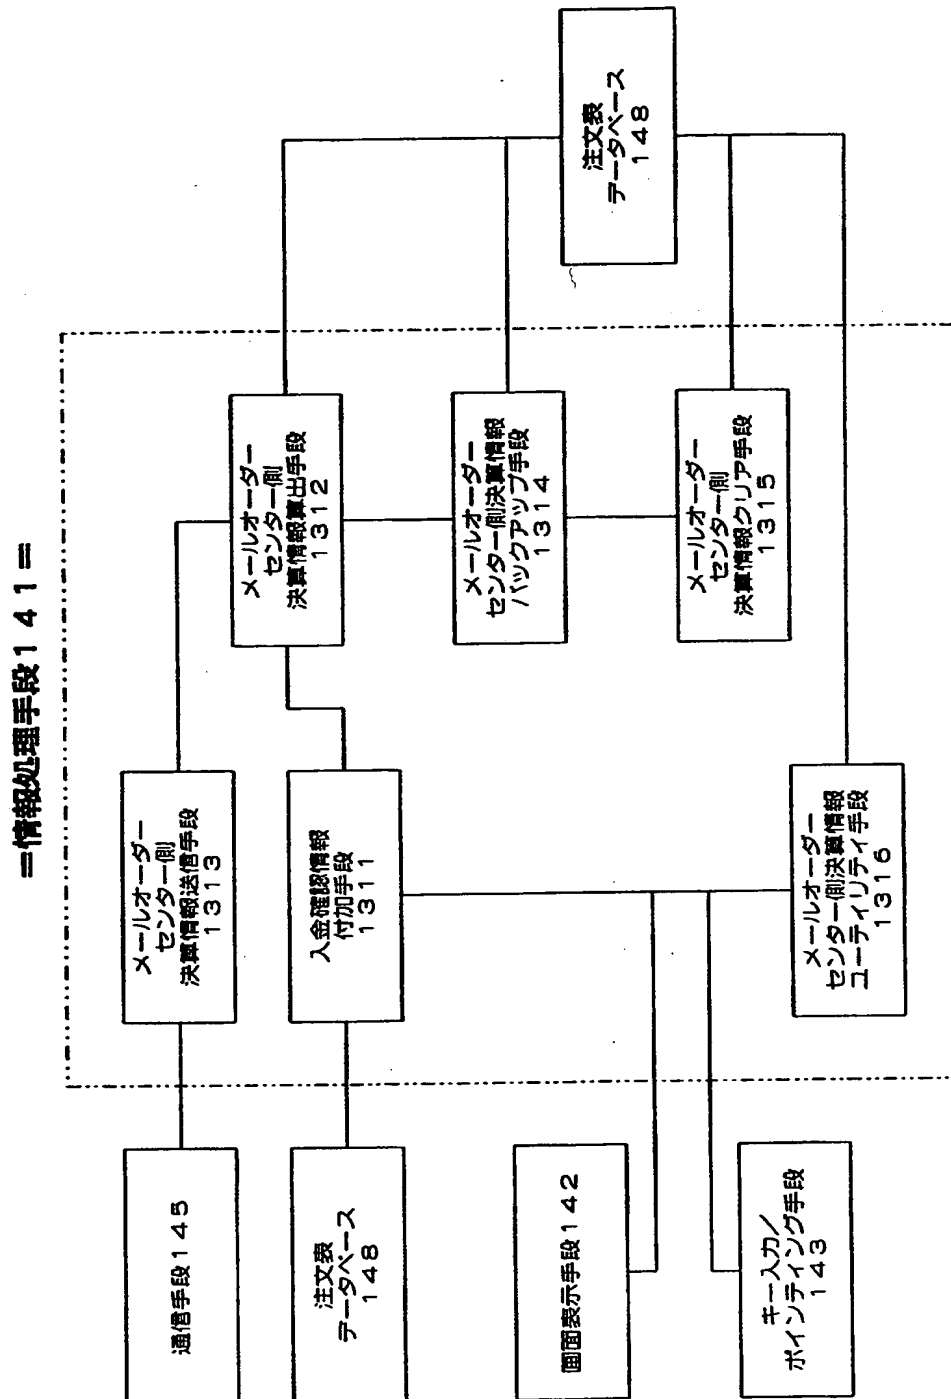 =情報処理手段141=
通信手段145
注文表
データベース
148
画面表示手段142
キー入力/
ポインティング手段
143
メールオーダー
センター側
決算情報送信手段
1313
入金確認情報
付加手段
1311
メールオーダー
センター側決算情報
ユーティリティ手段
1316
メールオーダー
センター側
決算情報算出手段
1312
メールオーダー
センター側決算情報
バックアップ手段
1314
メールオーダー
センター側
決算情報クリア手段
1315
注文表
データベース
148